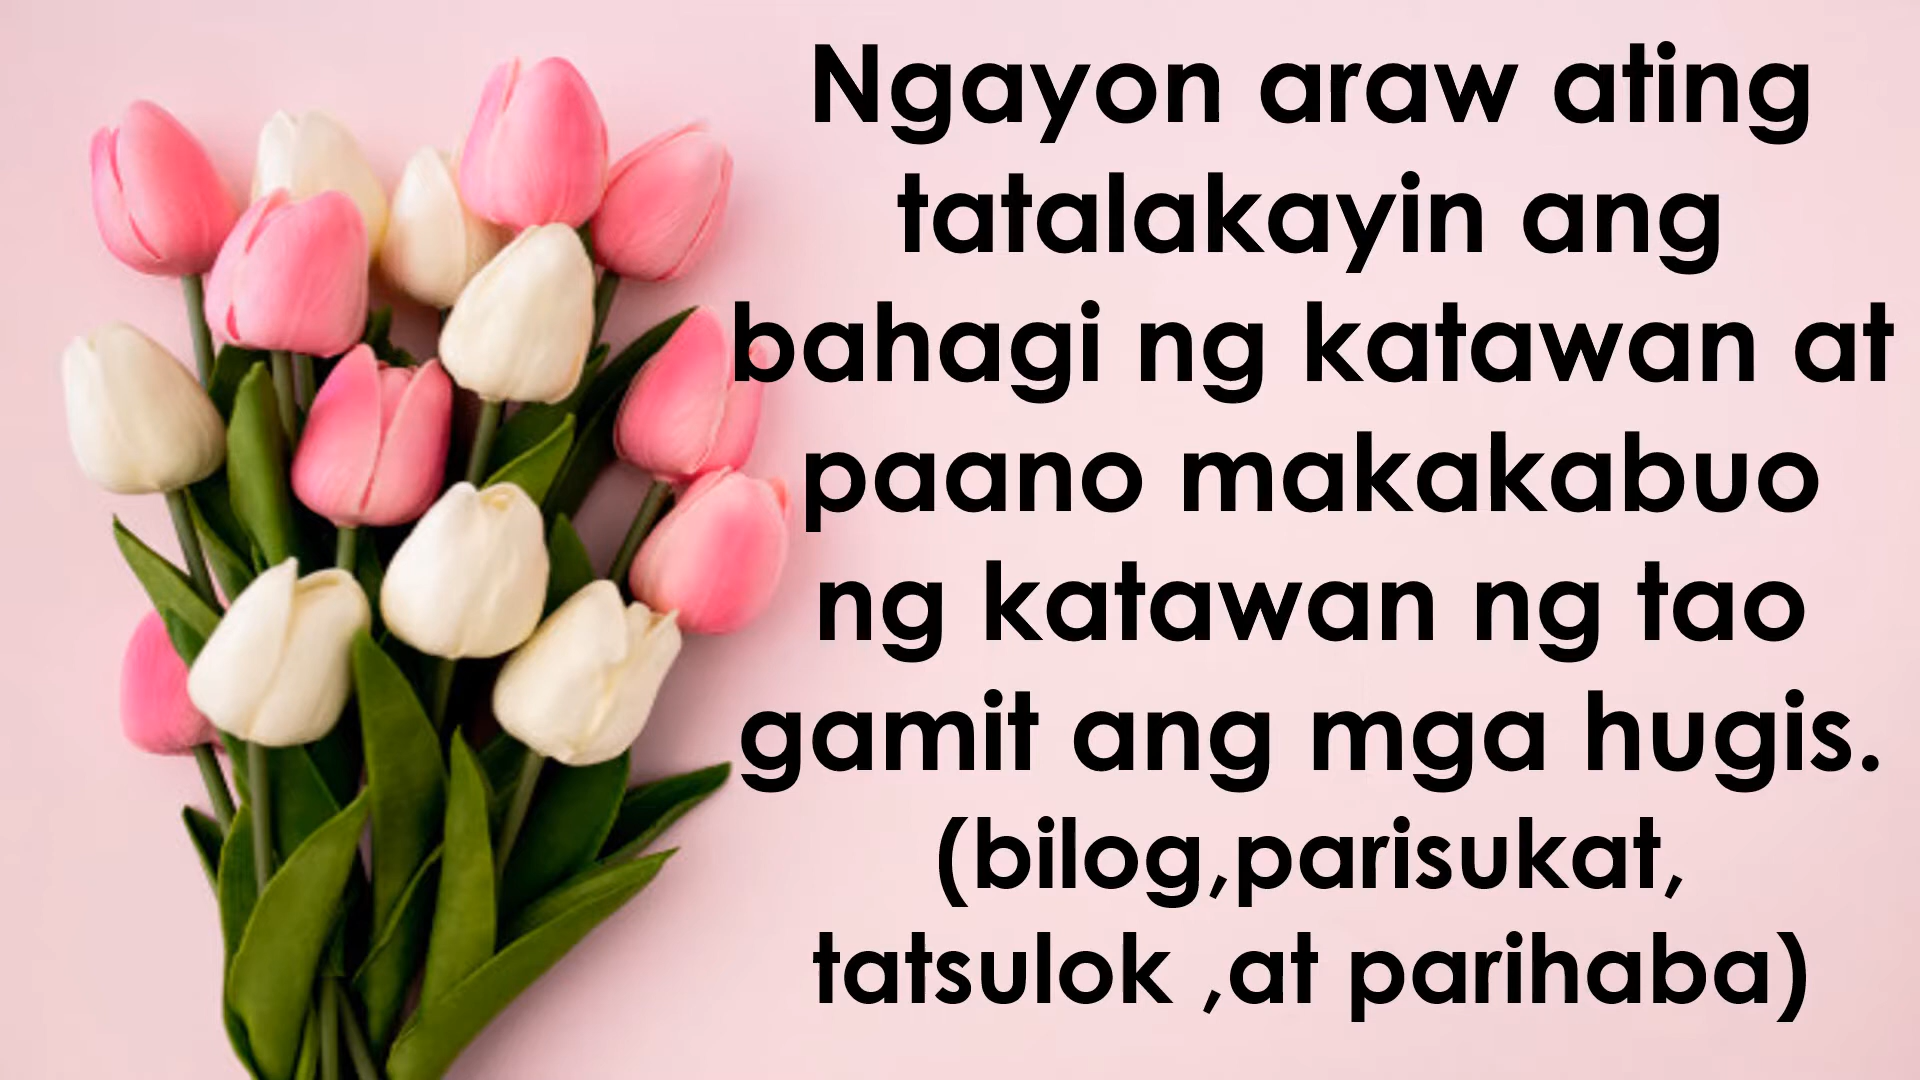 Ngayon araw ating
tatalakayin ang
bahagi ng katawan at
paano makakabuo
ng katawan ng tao
gamit ang mga hugis.
(bilog,parisukat,
tatsulok ,at parihaba)